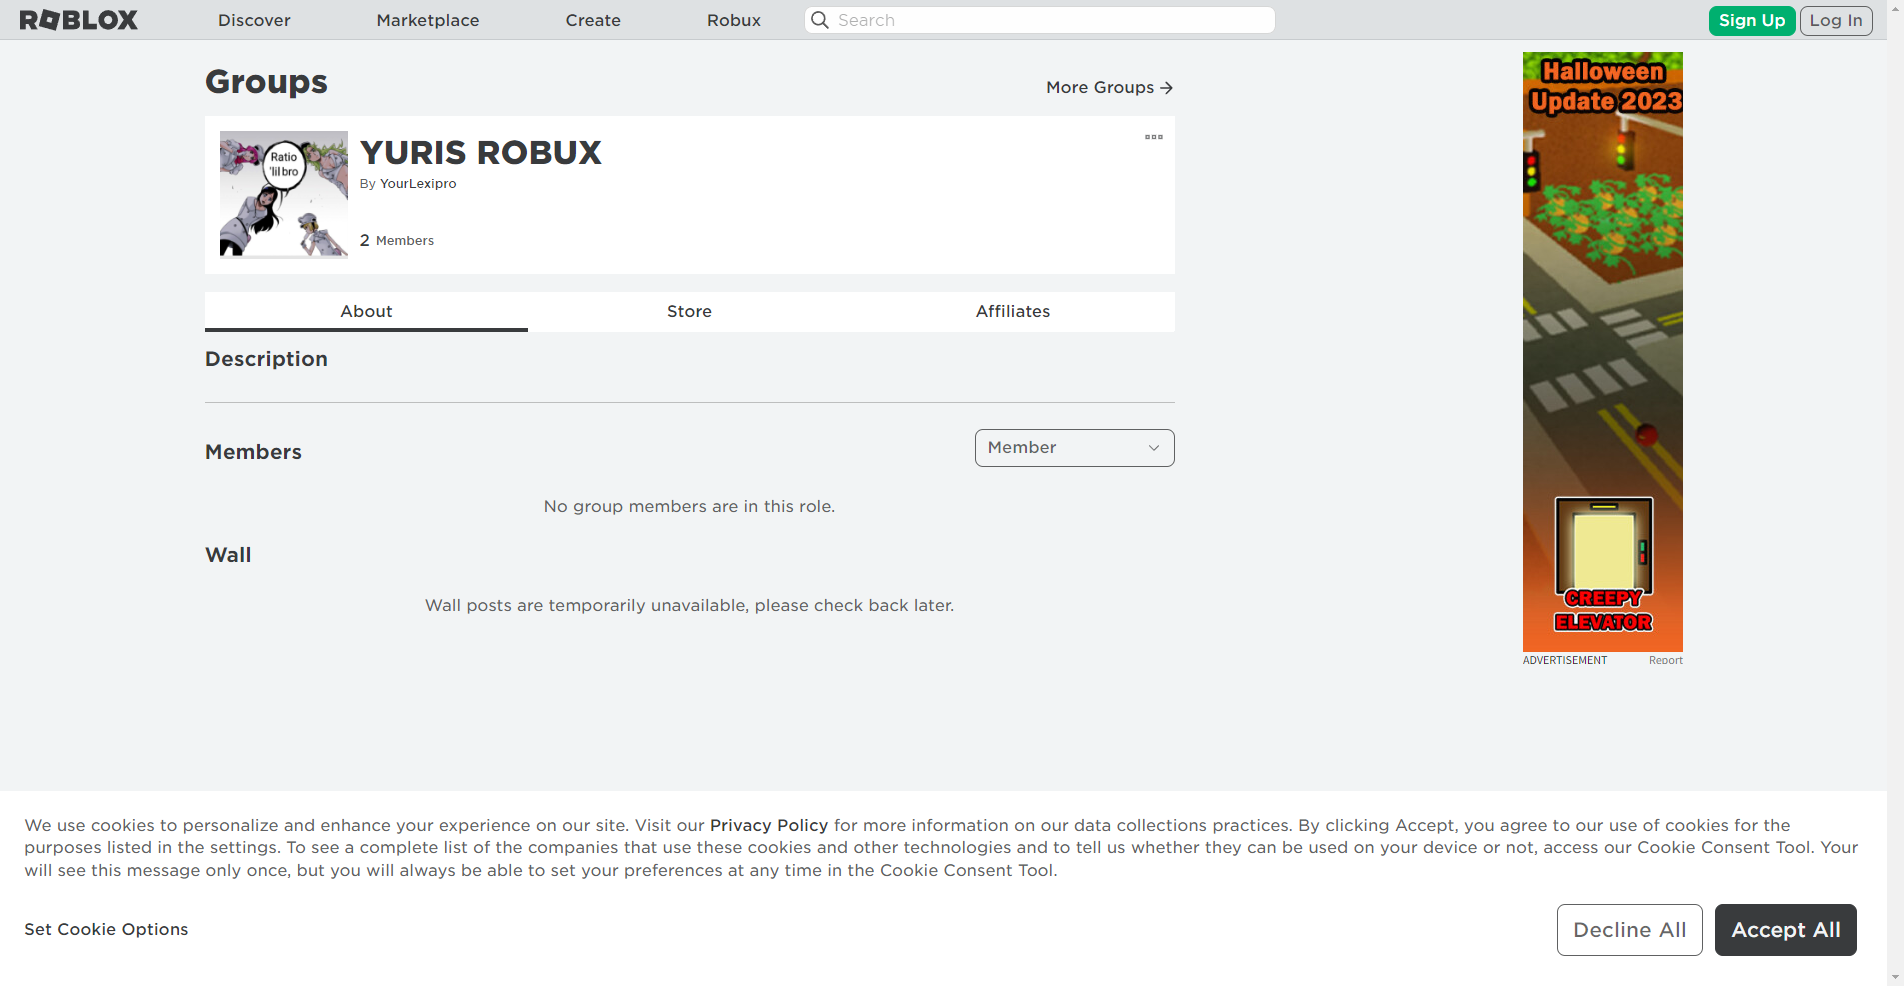 ROBLOX
Discover
Marketplace
Create
Robux
Search
Sign Up
Log In
Groups
More Groups
Ratio
'lil bro
YURIS ROBUX
By YourLexipro
2 Members
About
Store
Affiliates
Description
Members
Member
No group members are in this role.
Wall
Wall posts are temporarily unavailable, please check back later.
Halloween
Update 2023
CREEPY
ELEVATOR
ADVERTISEMENT
Report
We use cookies to personalize and enhance your experience on our site. Visit our Privacy Policy for more information on our data collections practices. By clicking Accept, you agree to our use of cookies for the
purposes listed in the settings. To see a complete list of the companies that use these cookies and other technologies and to tell us whether they can be used on your device or not, access our Cookie Consent Tool. Your
will see this message only once, but you will always be able to set your preferences at any time in the Cookie Consent Tool.
Set Cookie Options
Decline All
Accept All